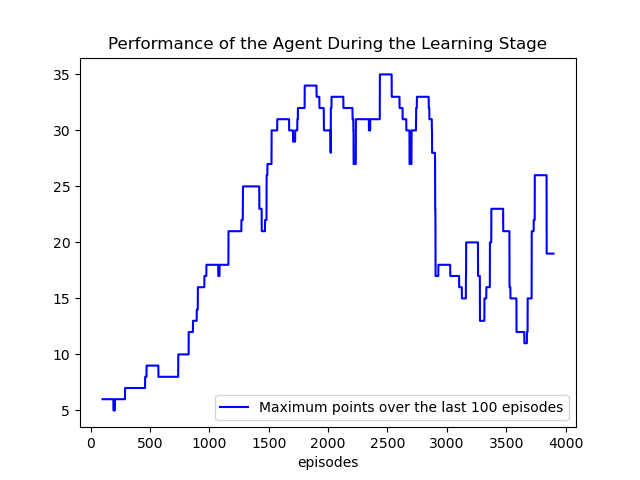 Performance of the Agent During the Learning Stage
35
30
25
20
15
10
5
Maximum points over the last 100 episodes
0 500 1000 1500 2000 2500 3000 3500 4000
episodes